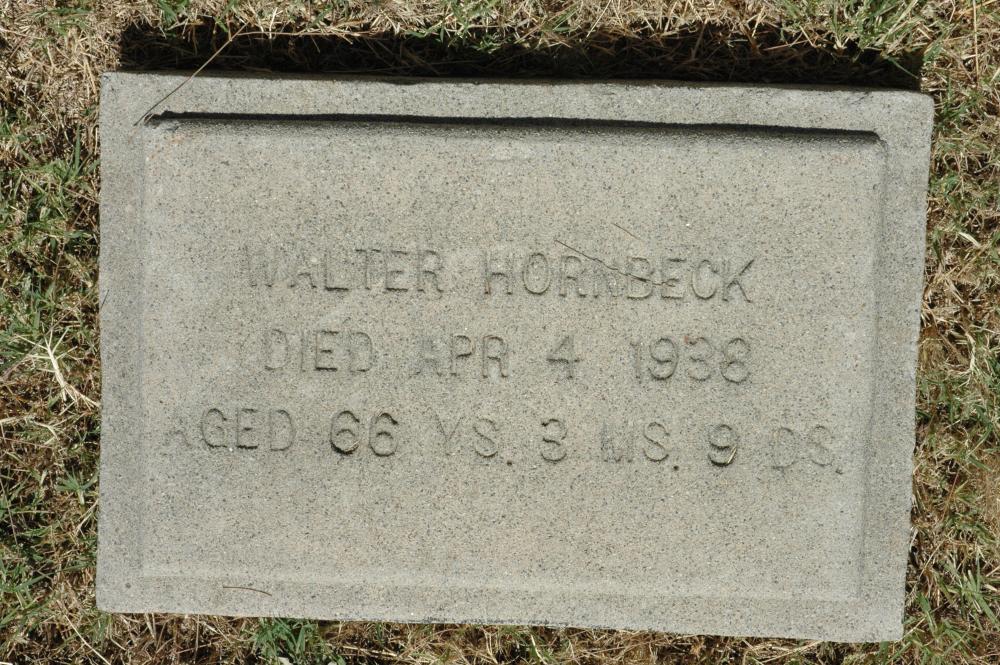 WALTER HORNBECK
DIED APR 4 1938
AGED 66 YS. 3 MS. 9 DS.